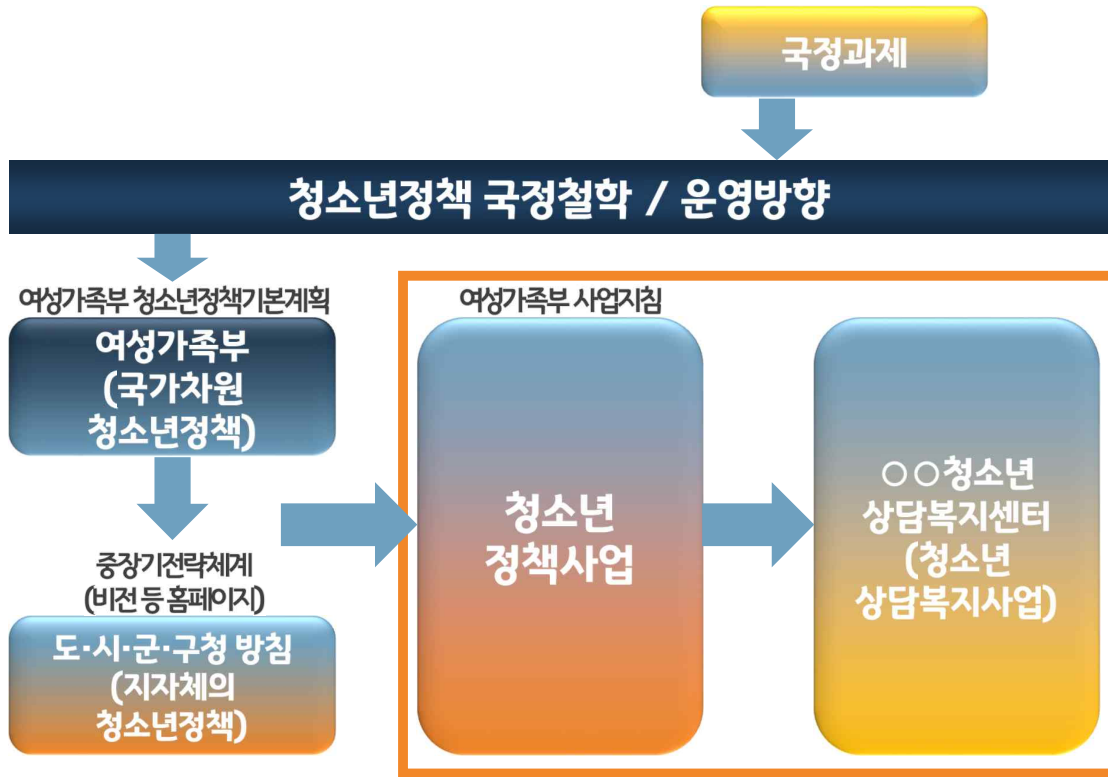 국정과제
청소년정책 국정철학 / 운영방향
여성가족부 청소년정책기본계획
여성가족부
(국가차원
청소년정책)
중장기전략체계
(비전 등 홈페이지)
도·시·군·구청 방침
(지자체의
청소년정책)
여성가족부 사업지침
청소년
정책사업
○○청소년
상담복지센터
(청소년
상담복지사업)